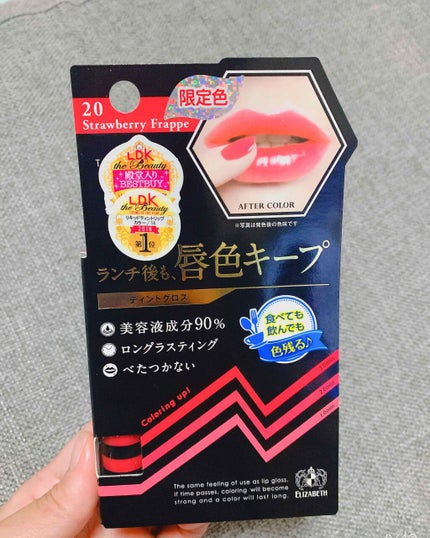 20
Strawberry Frappe
限定色
LDK
the Beauty
殿堂入り
BESTBUY
LDK
the Beauty
2018
第1位
AFTER COLOR
※写真は発色後の色味です
ランチ後も、唇色キープ
ティントグロス
美容液成分90%
ロングラスティング
べたつかない
食べても
飲んでも
色残る♪
Coloring up!
The same feeling of use as lip gloss.
if time passes, coloring will become
strong and a color will last long.
ELIZABETH